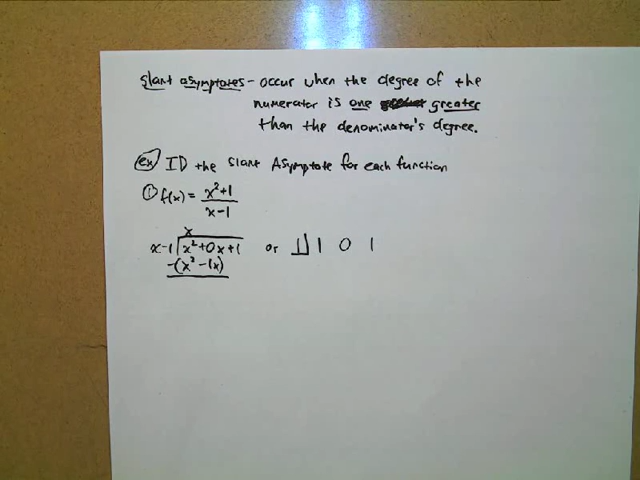 Slant asymptotes - occur when the degree of the
numerator is one greater
than the denominator's degree.
ex ID the Slant Asymptote for each function
① f(x) = x²+1
x-1
x
x-1 x²+0x+1 or 1 1 0 1
-(x²-1x)